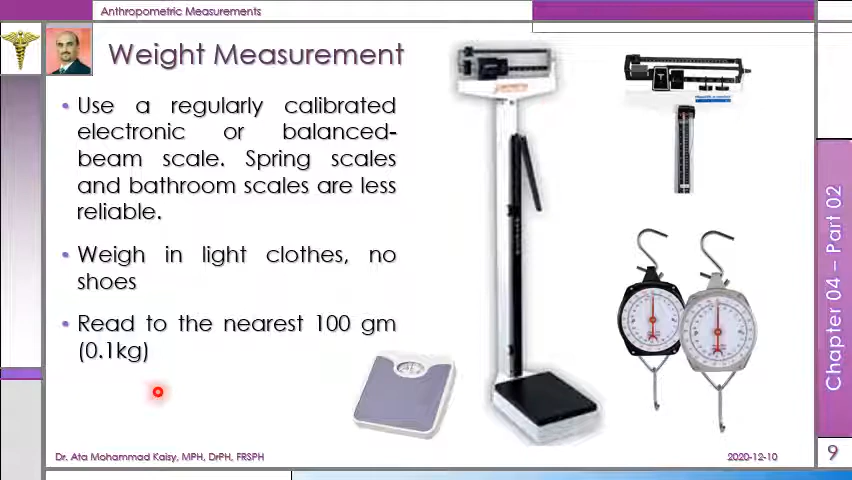 Anthropometric Measurements
Weight Measurement
• Use a regularly calibrated
electronic or balanced-
beam scale. Spring scales
and bathroom scales are less
reliable.
• Weigh in light clothes, no
shoes
• Read to the nearest 100 gm
(0.1kg)
Chapter 04 – Part 02
Dr. Ata Mohammad Kaisy, MPH, DrPH, FRSPH
2020-12-10
9